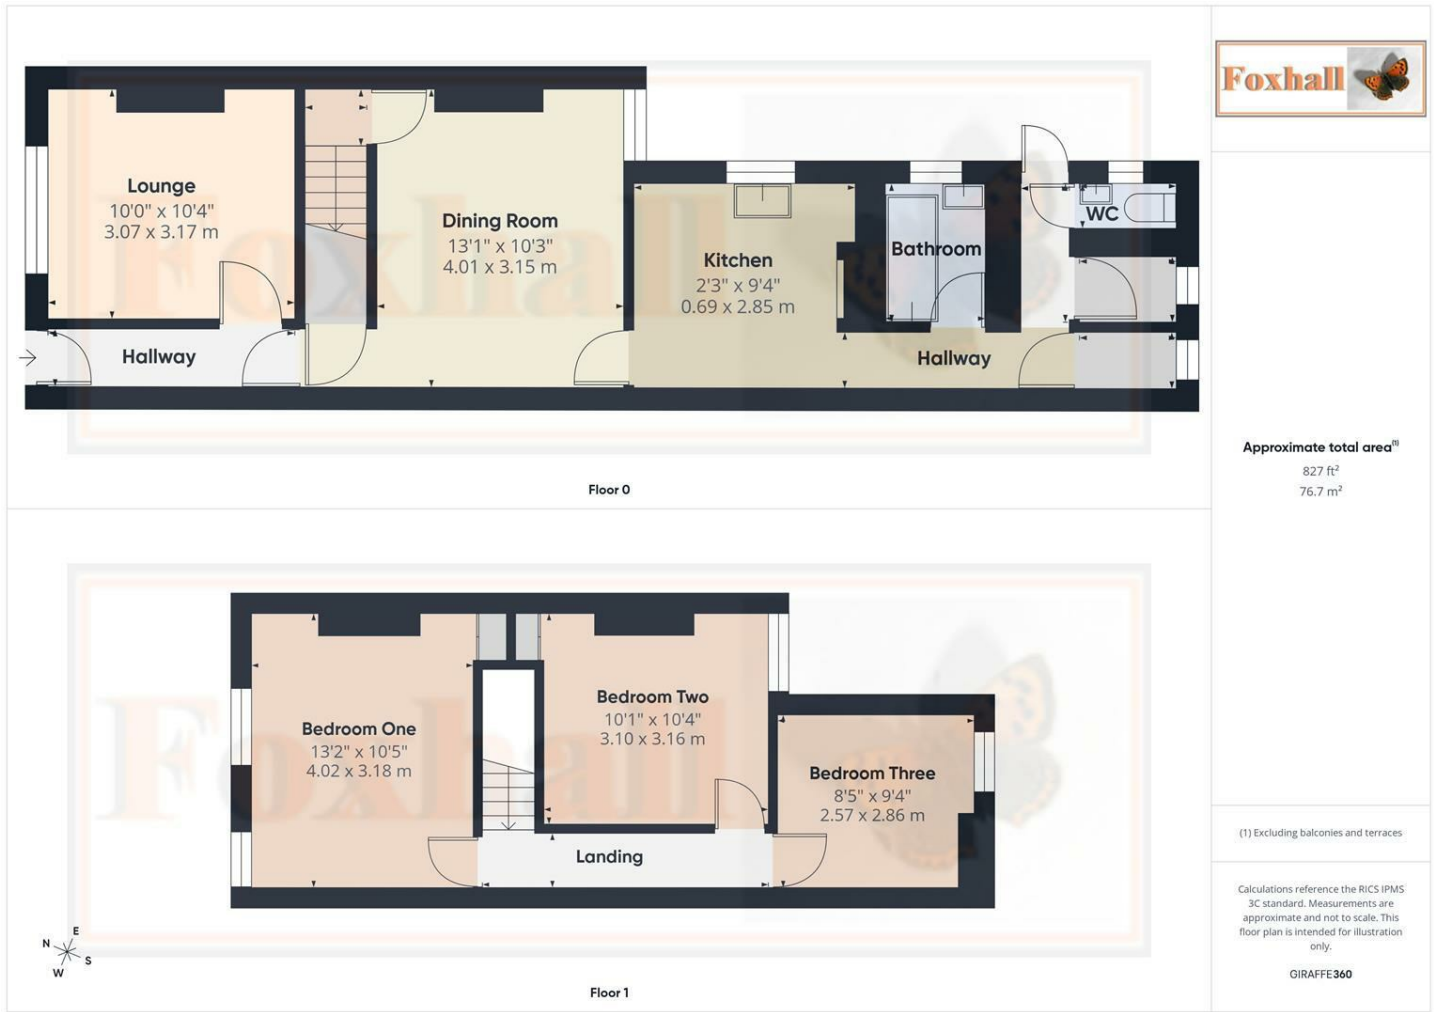 Foxhall
Lounge
10'0" x 10'4"
3.07 x 3.17 m
Dining Room
13'1" x 10'3"
4.01 x 3.15 m
Kitchen
2'3" x 9'4"
0.69 x 2.85 m
Bathroom
WC
Hallway
Hallway
Foxhall
Floor 0
Approximate total area(1)
827 ft²
76.7 m²
Bedroom One
13'2" x 10'5"
4.02 x 3.18 m
Bedroom Two
10'1" x 10'4"
3.10 x 3.16 m
Bedroom Three
8'5" x 9'4"
2.57 x 2.86 m
Landing
Foxhall
N
E
S
W
Floor 1
(1) Excluding balconies and terraces
Calculations reference the RICS IPMS
3C standard. Measurements are
approximate and not to scale. This
floor plan is intended for illustration
only.
GIRAFFE360